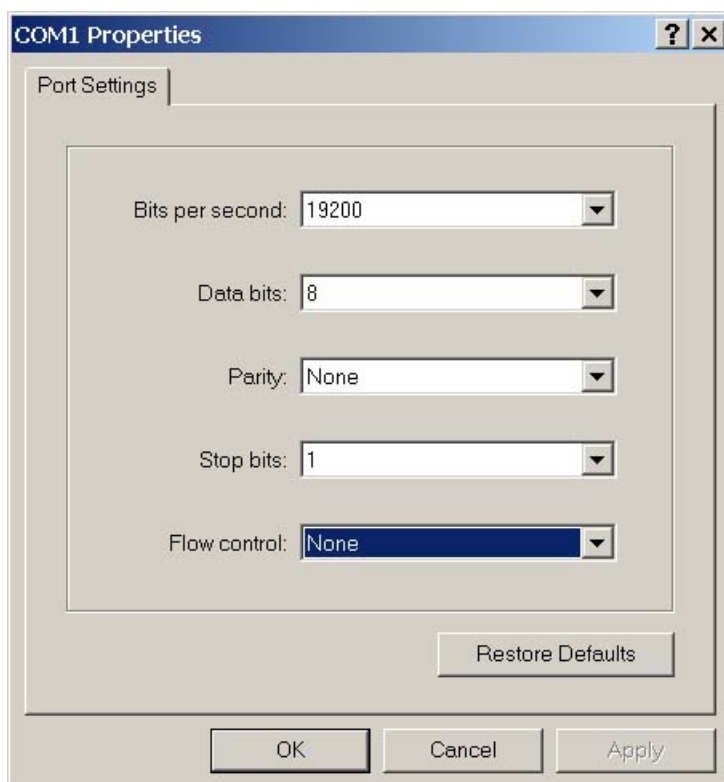 COM1 Properties
Port Settings
Bits per second: 19200
Data bits: 8
Parity: None
Stop bits: 1
Flow control: None
Restore Defaults
OK Cancel Apply